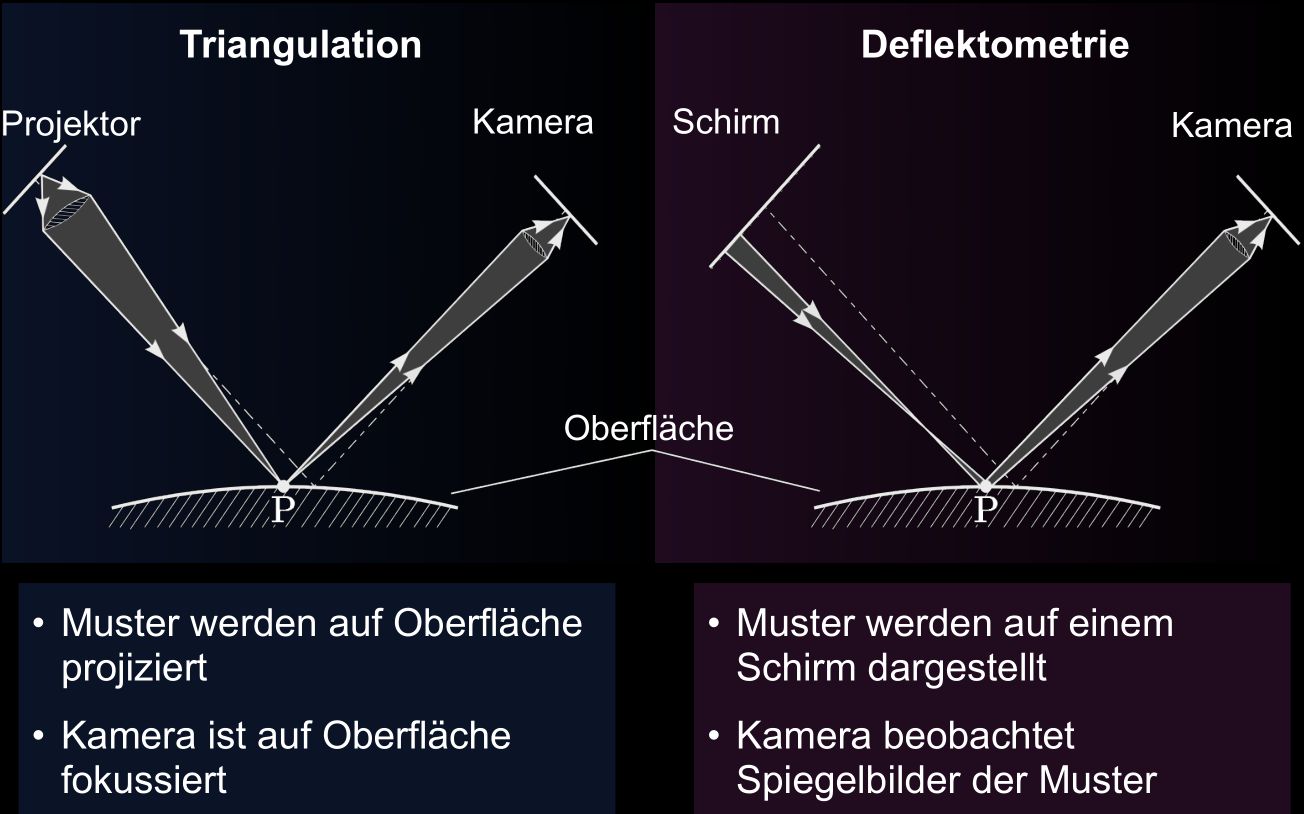 Triangulation
Projektor
Kamera
P
• Muster werden auf Oberfläche
projiziert
• Kamera ist auf Oberfläche
fokussiert
Oberfläche
Deflektometrie
Schirm
Kamera
P
• Muster werden auf einem
Schirm dargestellt
• Kamera beobachtet
Spiegelbilder der Muster